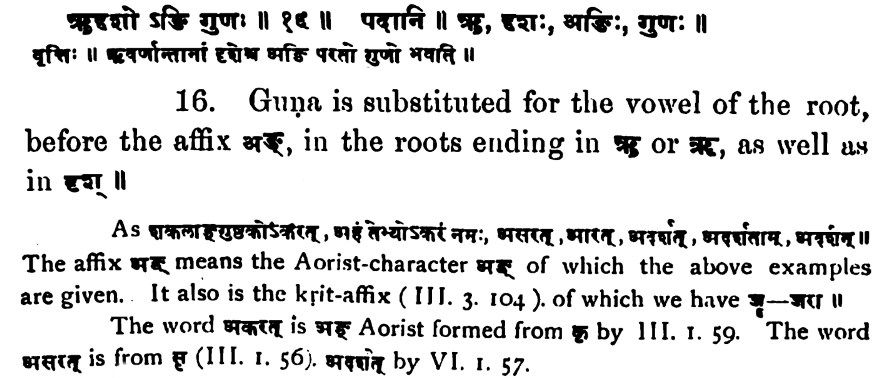 ऋदृशो ऽङि गुणः ॥ १६ ॥ पदानि ॥ ऋ, दृशः, अङिः, गुणः ॥
वृत्तिः ॥ ऋवर्णान्तानां दृशेश्च अङि परतो गुणो भवति ॥
16. Guṇa is substituted for the vowel of the root,
before the affix अङ्, in the roots ending in ऋ or ॠ, as well as
in दृश् ॥
As शकलाङ्गुष्ठकोऽकरत्, अहं तेभ्योऽकरं नमः, असरत्, आरत्, अदर्शत्, अदर्शताम्, अदर्शन् ॥
The affix अङ् means the Aorist-character अङ् of which the above examples
are given. It also is the kṛit-affix ( III. 3. 104 ). of which we have जॄ—जरा ॥
The word अकरत् is अङ् Aorist formed from कृ by III. 1. 59. The word
असरत् is from सृ (III. 1. 56). अदर्शत् by VI. 1. 57.